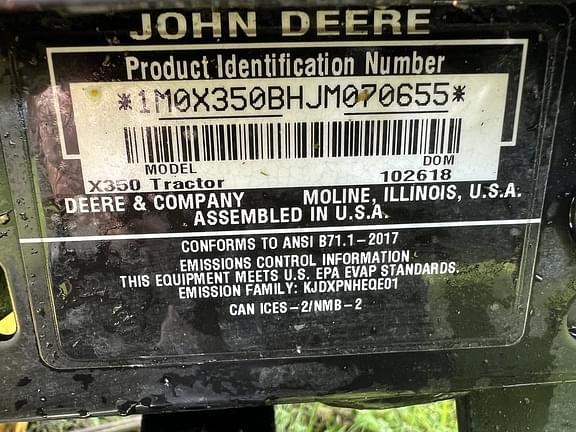 JOHN DEERE
Product Identification Number
*1M0X350BHJM070655*
MODEL DOM
X350 Tractor 102618
DEERE & COMPANY MOLINE, ILLINOIS, U.S.A.
ASSEMBLED IN U.S.A.
CONFORMS TO ANSI B71.1-2017
EMISSIONS CONTROL INFORMATION
THIS EQUIPMENT MEETS U.S. EPA EVAP STANDARDS.
EMISSION FAMILY: KJDXPNHEQE01
CAN ICES-2/NMB-2